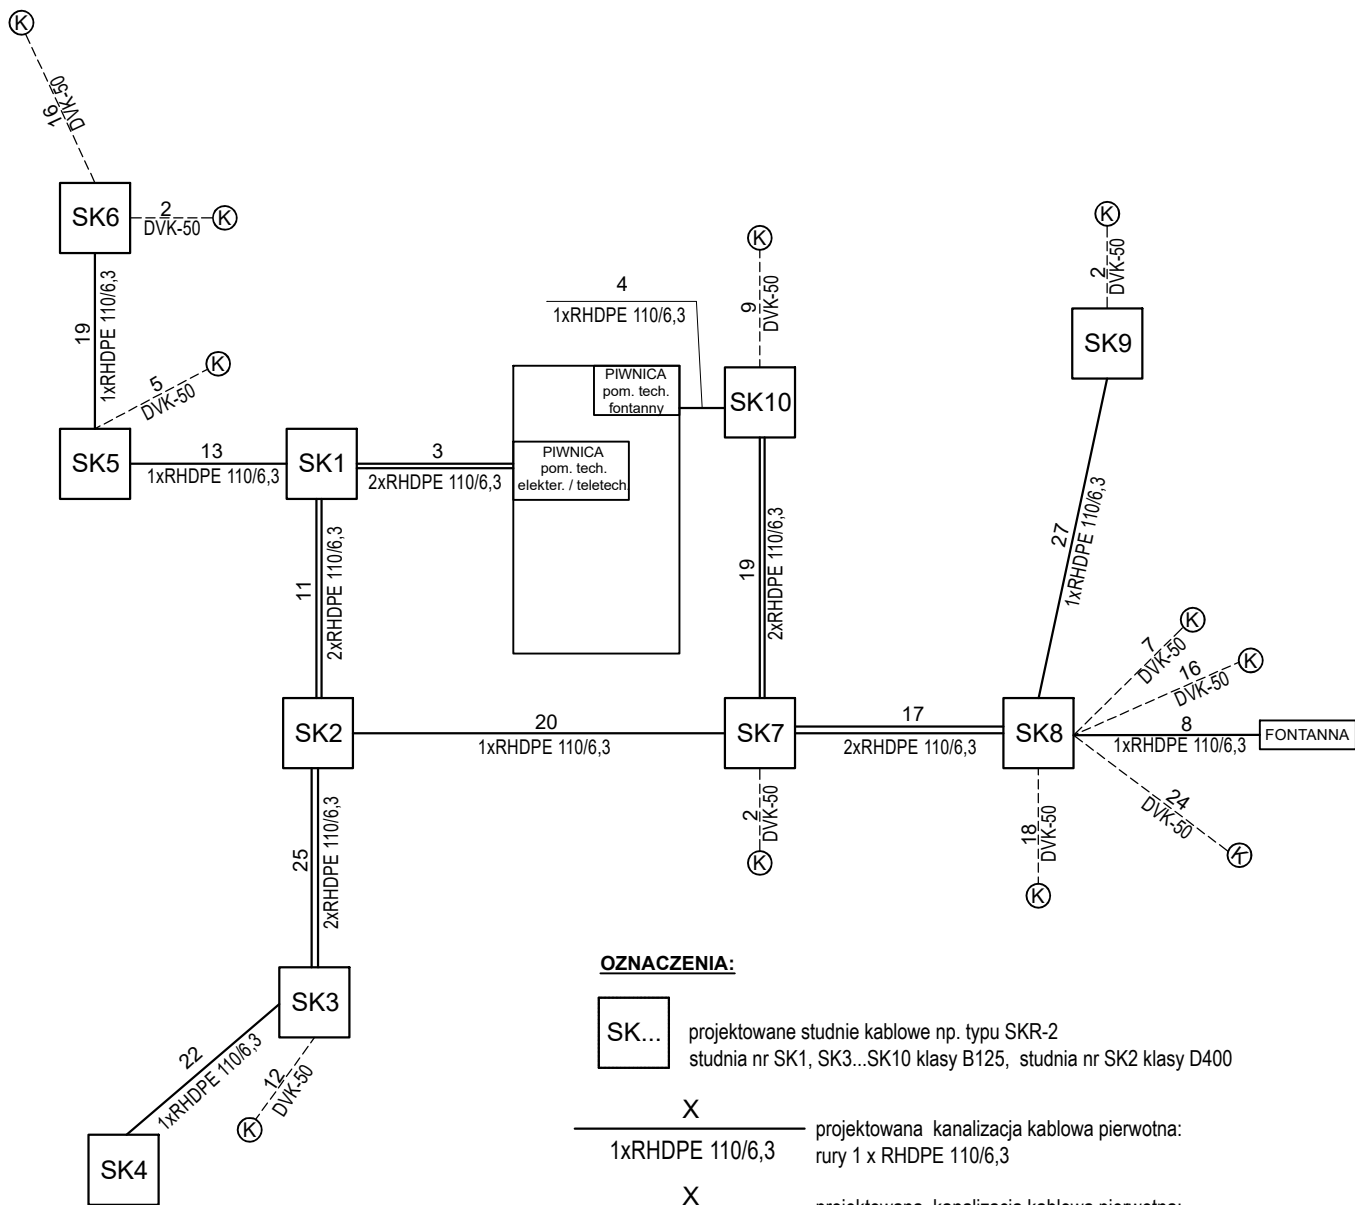 K
16
DVK-50
SK6
2
DVK-50
K
19
1xRHDPE 110/6,3
K
5
DVK-50
SK5
13
1xRHDPE 110/6,3
SK1
3
2xRHDPE 110/6,3
PIWNICA
pom. tech.
fontanny
PIWNICA
pom. tech.
elekter. / teletech.
4
1xRHDPE 110/6,3
K
9
DVK-50
SK10
K
2
DVK-50
SK9
11
2xRHDPE 110/6,3
19
2xRHDPE 110/6,3
27
1xRHDPE 110/6,3
SK2
20
1xRHDPE 110/6,3
SK7
17
2xRHDPE 110/6,3
SK8
7
DVK-50
K
16
DVK-50
K
8
1xRHDPE 110/6,3
FONTANNA
24
DVK-50
K
18
DVK-50
K
2
DVK-50
K
25
2xRHDPE 110/6,3
SK3
22
1xRHDPE 110/6,3
12
DVK-50
K
SK4
OZNACZENIA:
SK...
projektowane studnie kablowe np. typu SKR-2
studnia nr SK1, SK3...SK10 klasy B125, studnia nr SK2 klasy D400
X
1xRHDPE 110/6,3
projektowana kanalizacja kablowa pierwotna:
rury 1 x RHDPE 110/6,3
X
projektowana kanalizacja kablowa pierwotna: